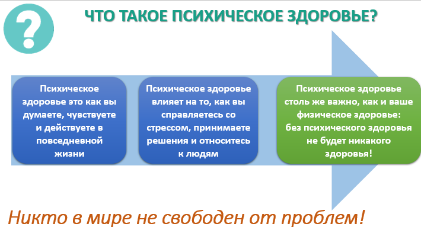 ?
ЧТО ТАКОЕ ПСИХИЧЕСКОЕ ЗДОРОВЬЕ?
Психическое
здоровье это как вы
думаете, чувствуете
и действуете в
повседневной
жизни
Психическое здоровье
влияет на то, как вы
справляетесь со
стрессом, принимаете
решения и относитесь
к людям
Психическое здоровье
столь же важно, как и ваше
физическое здоровье:
без психического здоровья
не будет никакого
здоровья!
Никто в мире не свободен от проблем!